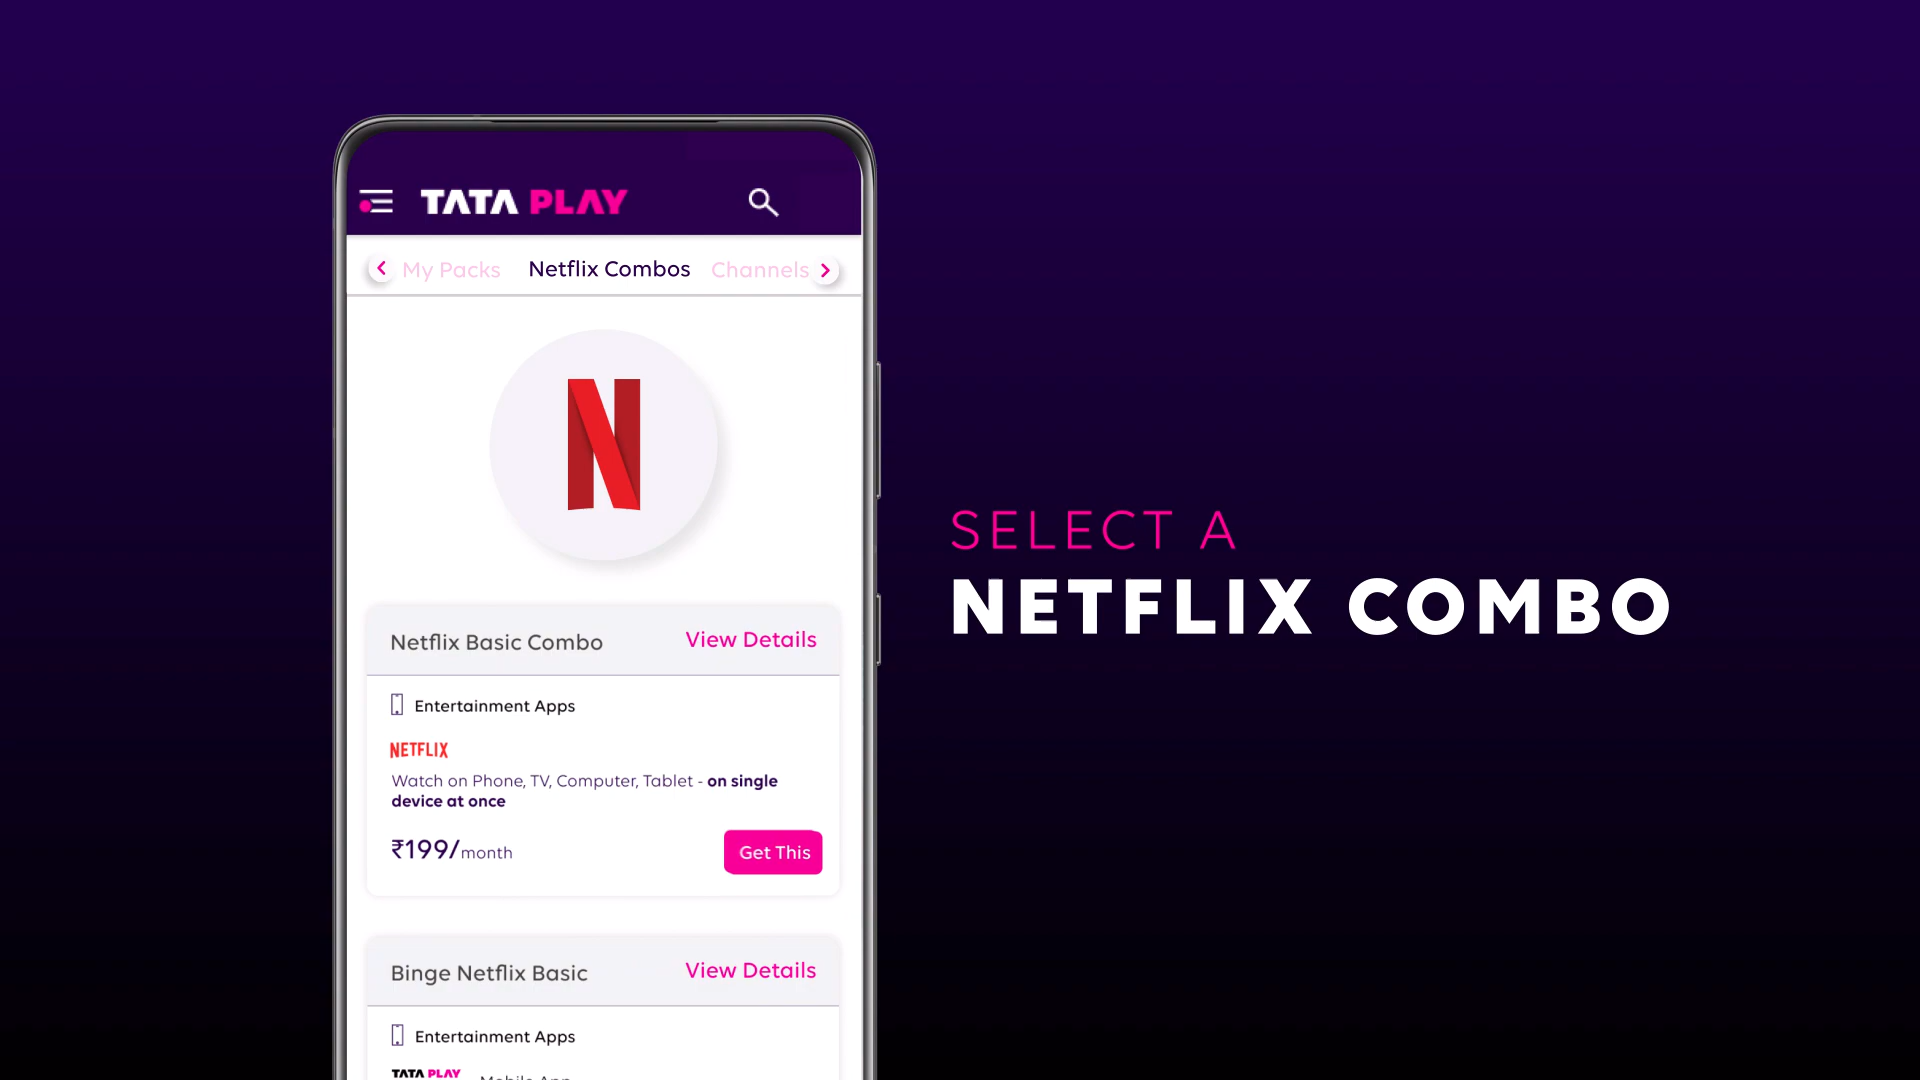 TATA PLAY
My Packs Netflix Combos Channels
N
Netflix Basic Combo View Details
Entertainment Apps
NETFLIX
Watch on Phone, TV, Computer, Tablet - on single
device at once
₹199/month Get This
Binge Netflix Basic View Details
Entertainment Apps
TATA PLAY Mobile App
SELECT A
NETFLIX COMBO